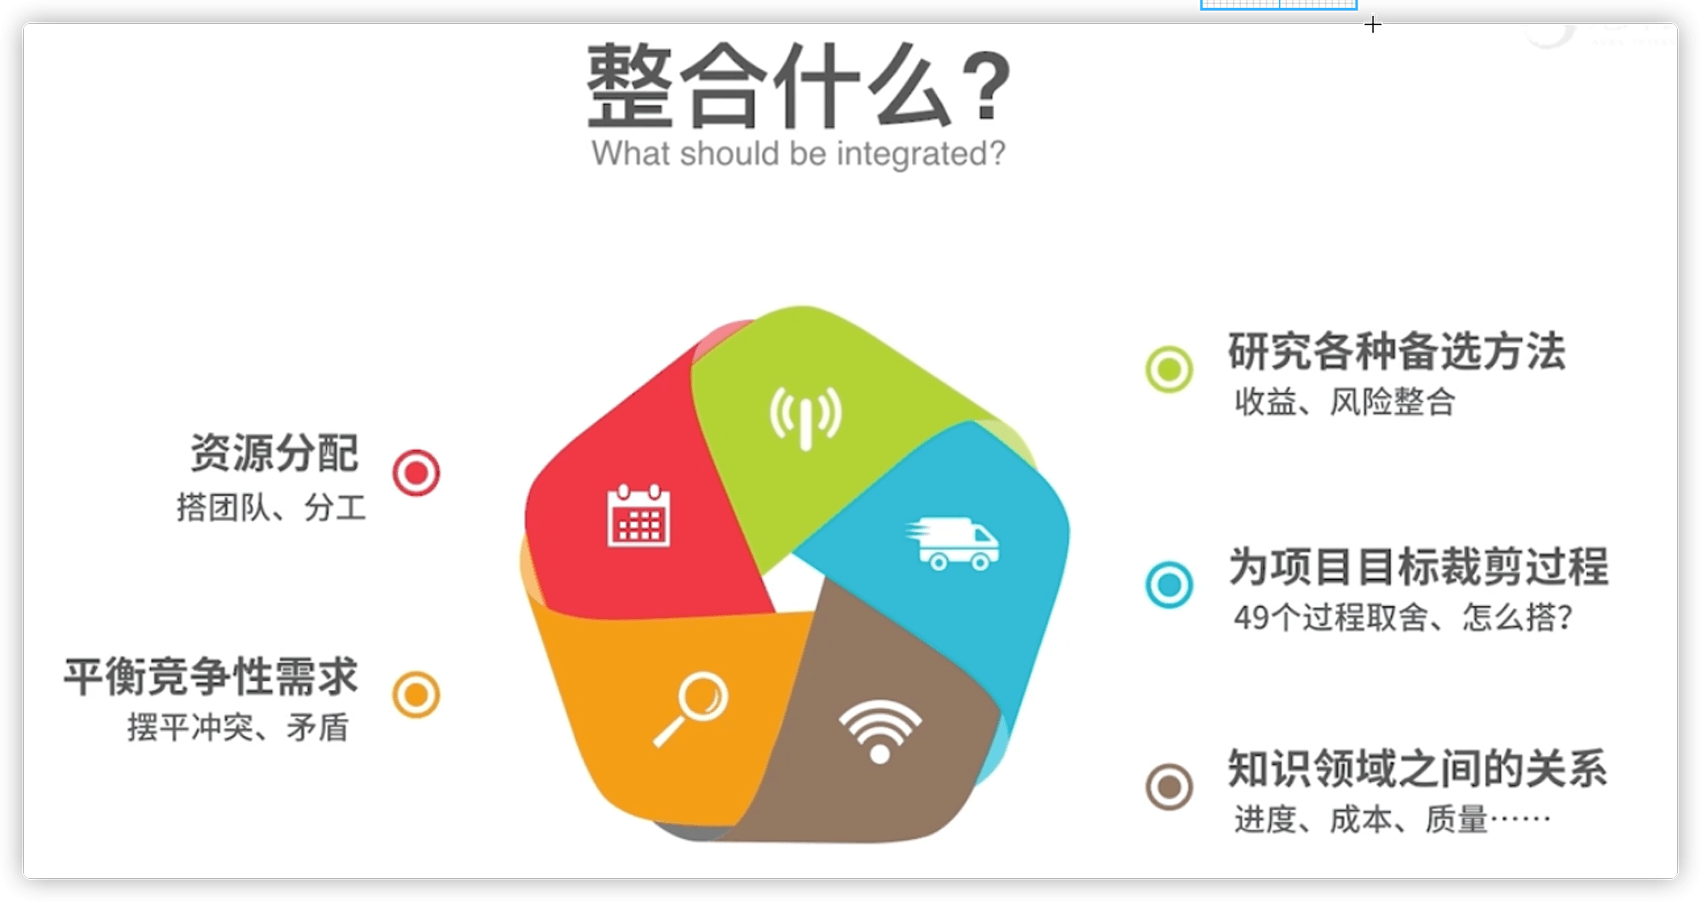 整合什么?
What should be integrated?
资源分配
搭团队、分工
平衡竞争性需求
摆平冲突、矛盾
研究各种备选方法
收益、风险整合
为项目目标裁剪过程
49个过程取舍、怎么搭？
知识领域之间的关系
进度、成本、质量……